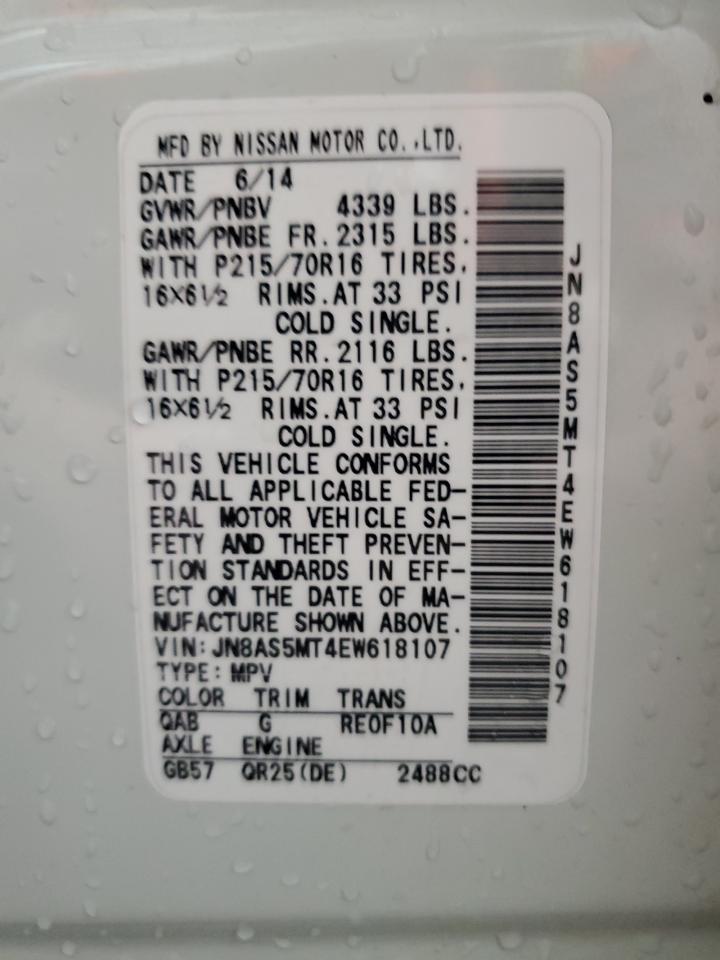 MFD BY NISSAN MOTOR CO.,LTD.
DATE 6/14
GVWR/PNBV 4339 LBS.
GAWR/PNBE FR. 2315 LBS.
WITH P215/70R16 TIRES,
16X6½ RIMS. AT 33 PSI
COLD SINGLE.
GAWR/PNBE RR. 2116 LBS.
WITH P215/70R16 TIRES,
16X6½ RIMS. AT 33 PSI
COLD SINGLE.
THIS VEHICLE CONFORMS
TO ALL APPLICABLE FED-
ERAL MOTOR VEHICLE SA-
FETY AND THEFT PREVEN-
TION STANDARDS IN EFF-
ECT ON THE DATE OF MA-
NUFACTURE SHOWN ABOVE.
VIN: JN8AS5MT4EW618107
TYPE: MPV
COLOR TRIM TRANS
QAB G RE0F10A
AXLE ENGINE
GB57 QR25(DE) 2488CC
JN8AS5MT4EW618107